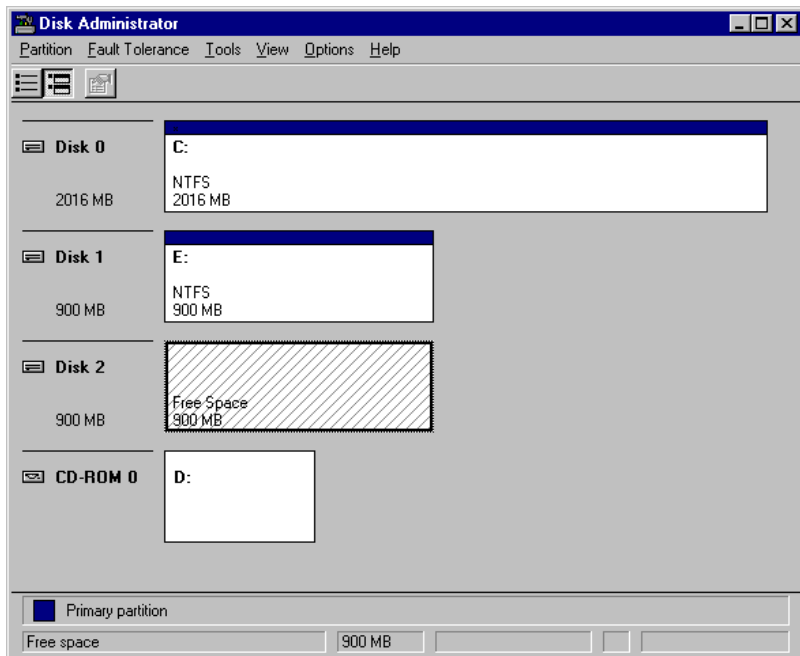 Disk Administrator
Partition Fault Tolerance Tools View Options Help
Disk 0
2016 MB
C:
NTFS
2016 MB
Disk 1
900 MB
E:
NTFS
900 MB
Disk 2
900 MB
Free Space
900 MB
CD-ROM 0
D:
Primary partition
Free space 900 MB